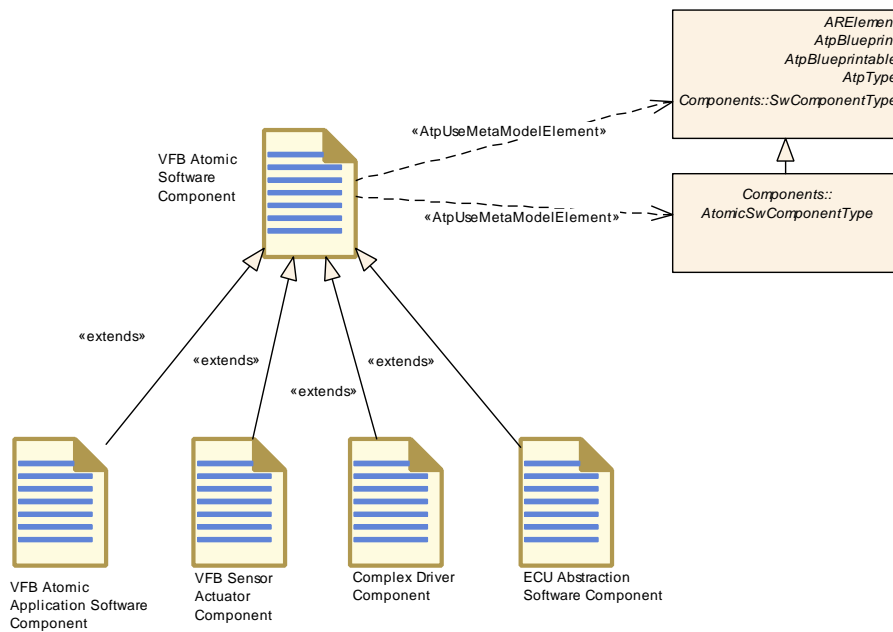 ARElement
AtpBlueprint
AtpBlueprintable
AtpType
Components::SwComponentType
«AtpUseMetaModelElement»
VFB Atomic
Software
Component
Components::
AtomicSwComponentType
«AtpUseMetaModelElement»
«extends»
«extends»
«extends»
«extends»
VFB Atomic
Application Software
Component
VFB Sensor
Actuator
Component
Complex Driver
Component
ECU Abstraction
Software Component